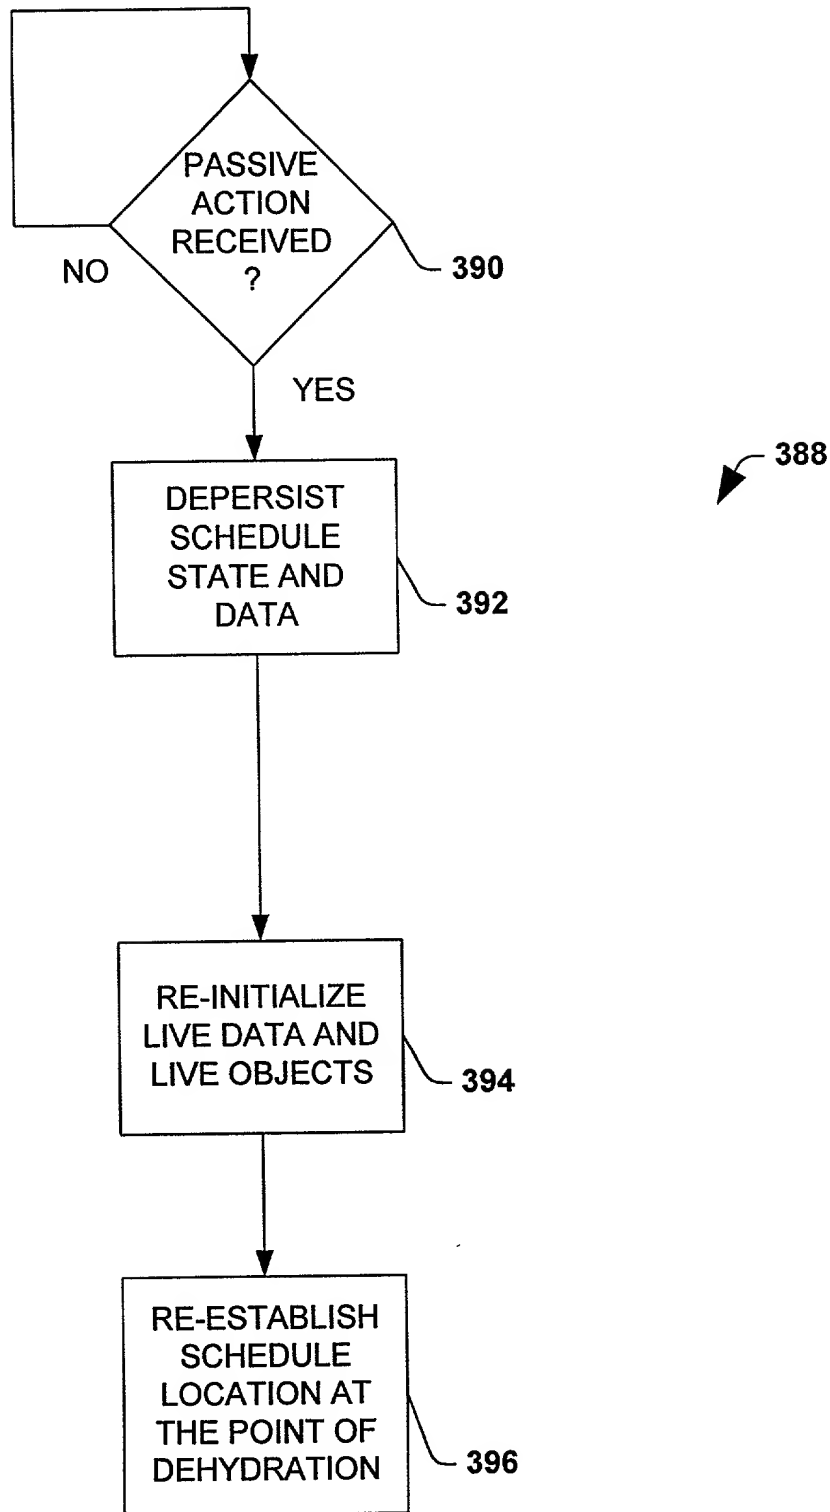 PASSIVE
ACTION
RECEIVED
?
390
NO
YES
388
DEPERSIST
SCHEDULE
STATE AND
DATA
392
RE-INITIALIZE
LIVE DATA AND
LIVE OBJECTS
394
RE-ESTABLISH
SCHEDULE
LOCATION AT
THE POINT OF
DEHYDRATION
396